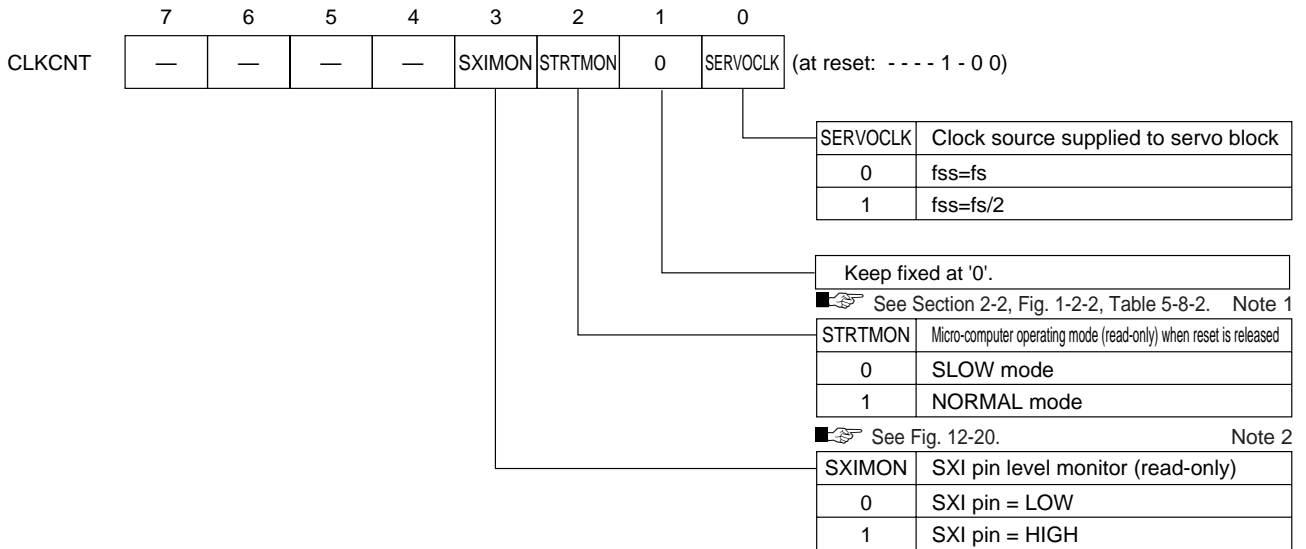 7 6 5 4 3 2 1 0
CLKCNT — — — — SXIMON STRTMON 0 SERVOCLK (at reset: - - - - 1 - 0 0)
SERVOCLK Clock source supplied to servo block
0 fss=fs
1 fss=fs/2
Keep fixed at '0'.
See Section 2-2, Fig. 1-2-2, Table 5-8-2. Note 1
STRTMON Micro-computer operating mode (read-only) when reset is released
0 SLOW mode
1 NORMAL mode
See Fig. 12-20. Note 2
SXIMON SXI pin level monitor (read-only)
0 SXI pin = LOW
1 SXI pin = HIGH